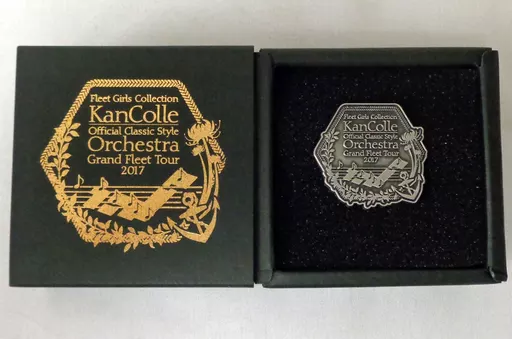 Fleet Girls Collection
KanColle
Official Classic Style
Orchestra
Grand Fleet Tour
2017
Fleet Girls Collection
KanColle
Official Classic Style
Orchestra
Grand Fleet Tour
2017